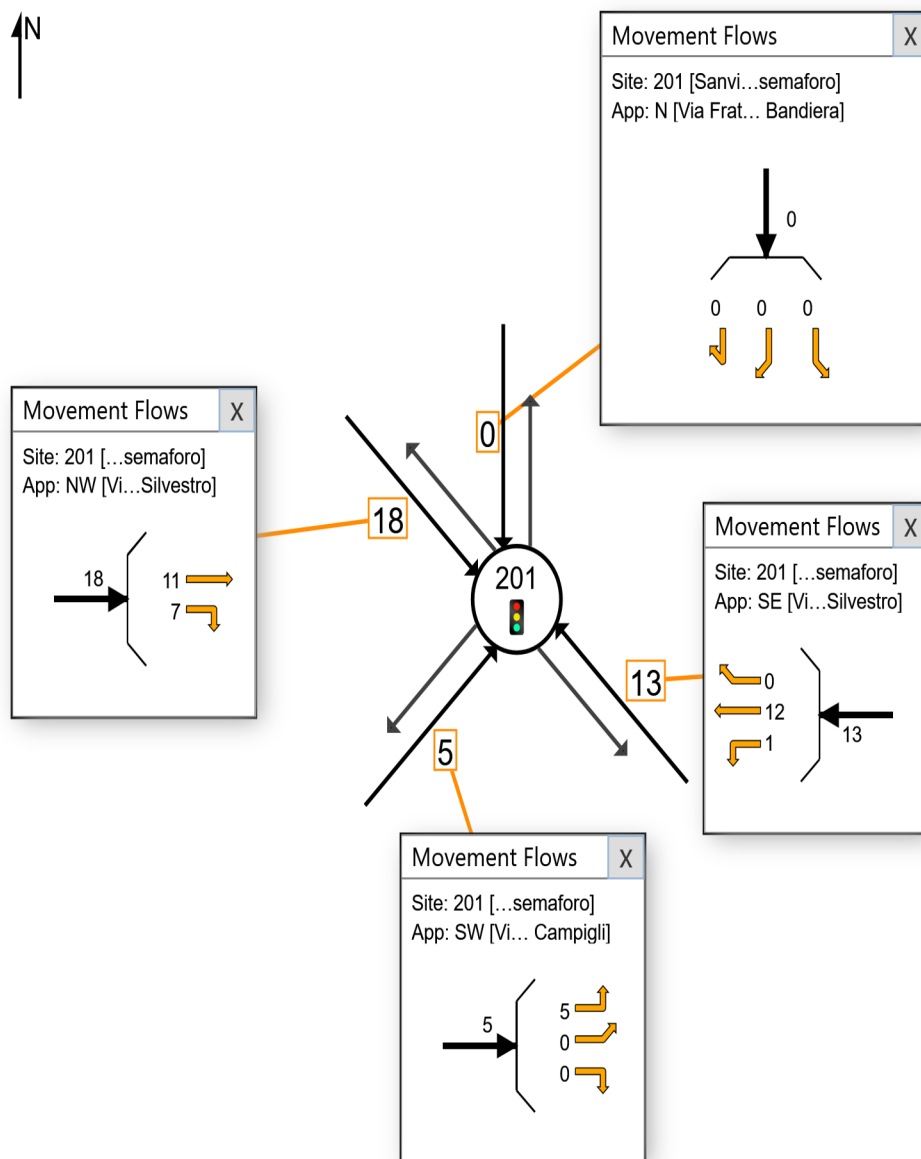 N
Movement Flows X
Site: 201 [Sanvi...semaforo]
App: N [Via Frat... Bandiera]
0
0 0 0
0
Movement Flows X
Site: 201 [...semaforo]
App: NW [Vi...Silvestro]
18
11
7
18
201
Movement Flows X
Site: 201 [...semaforo]
App: SE [Vi...Silvestro]
0
12
1
13
13
5
Movement Flows X
Site: 201 [...semaforo]
App: SW [Vi... Campigli]
5
5
0
0